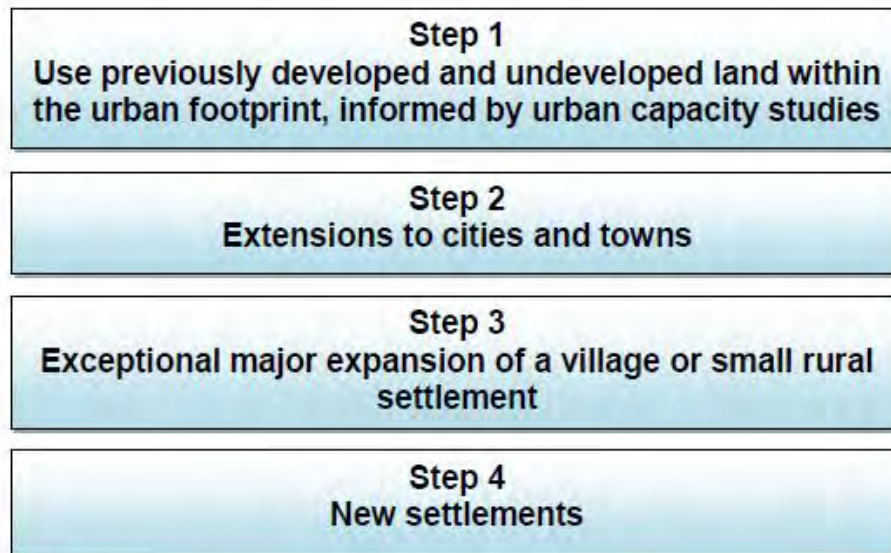 Step 1
Use previously developed and undeveloped land within
the urban footprint, informed by urban capacity studies
Step 2
Extensions to cities and towns
Step 3
Exceptional major expansion of a village or small rural
settlement
Step 4
New settlements